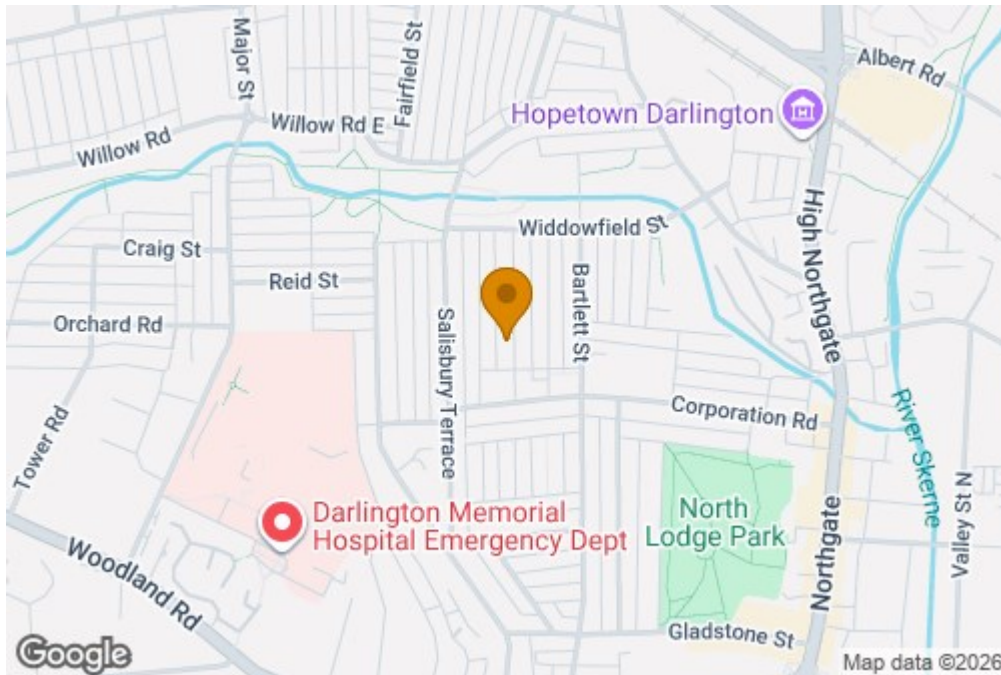 Major St
Fairfield St
Albert Rd
Willow Rd E
Hopetown Darlington
Willow Rd
High Northgate
Widdowfield St
Craig St
Reid St
Bartlett St
Orchard Rd
Salisbury Terrace
Corporation Rd
River Skerne
Tower Rd
Darlington Memorial
Hospital Emergency Dept
North
Lodge Park
Northgate
Valley St N
Woodland Rd
Gladstone St
Google
Map data ©2026